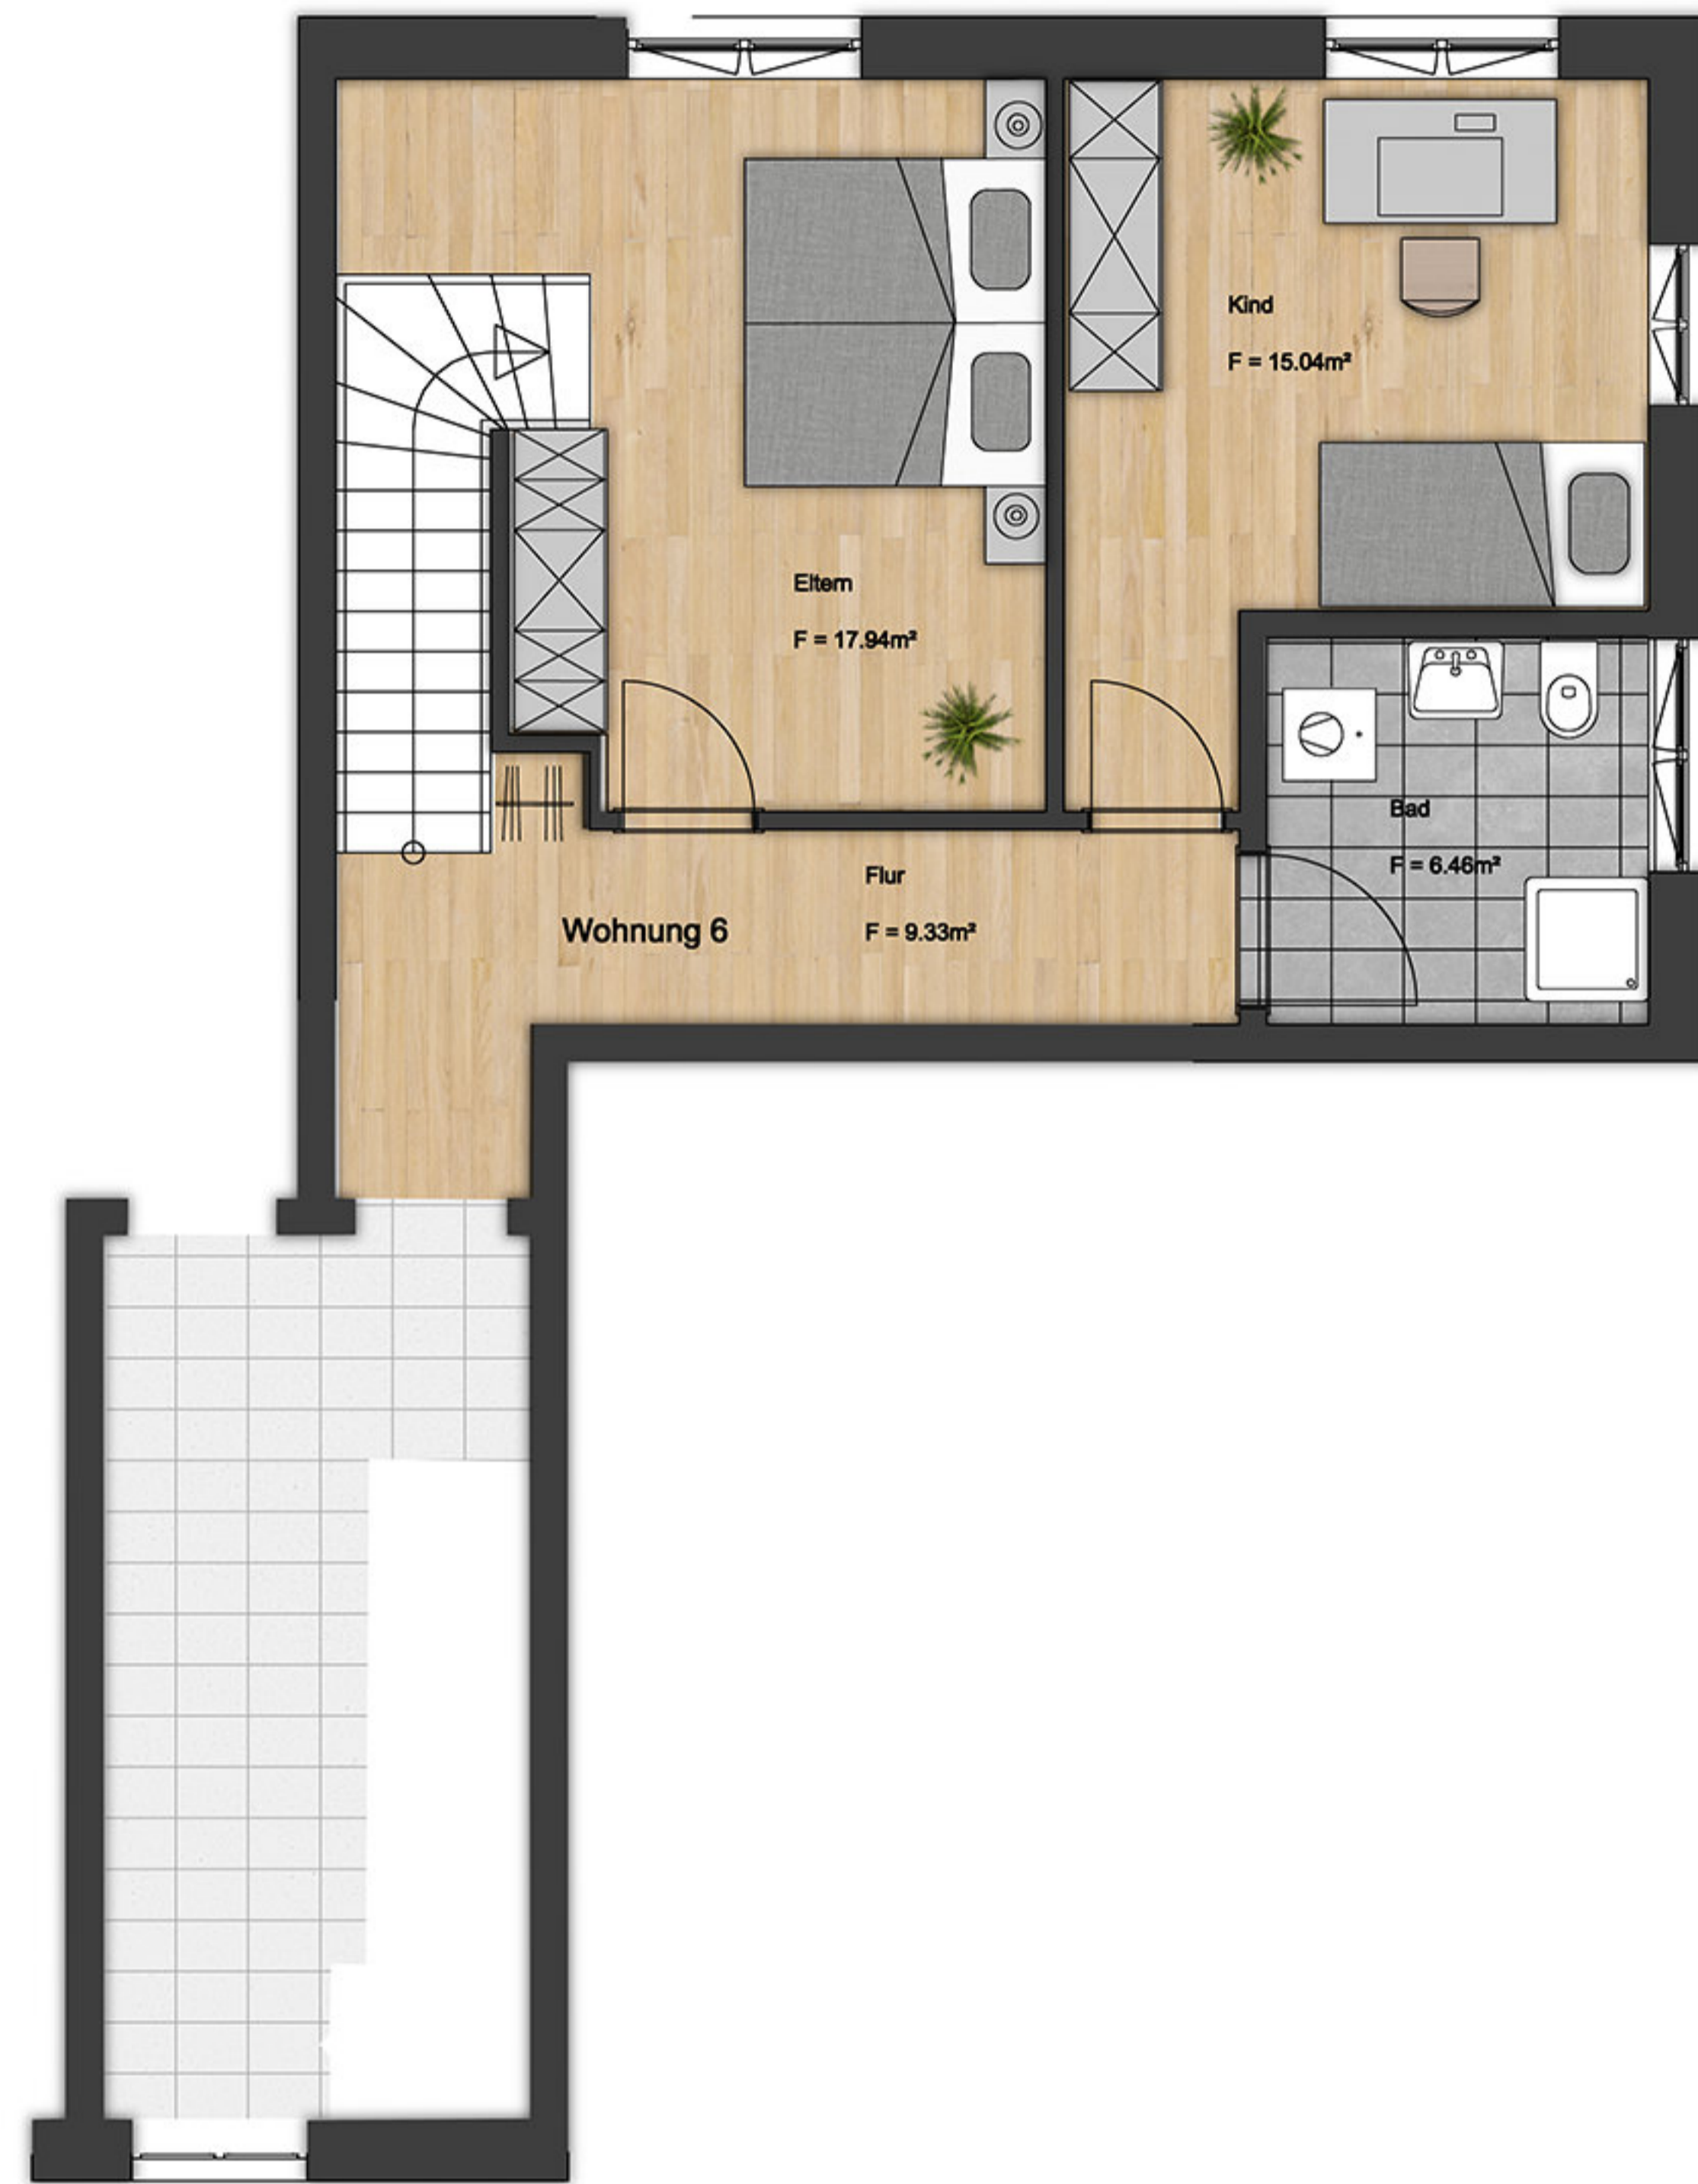 Kind
F = 15.04m²
Eltern
F = 17.94m²
Bad
F = 6.46m²
Flur
F = 9.33m²
Wohnung 6